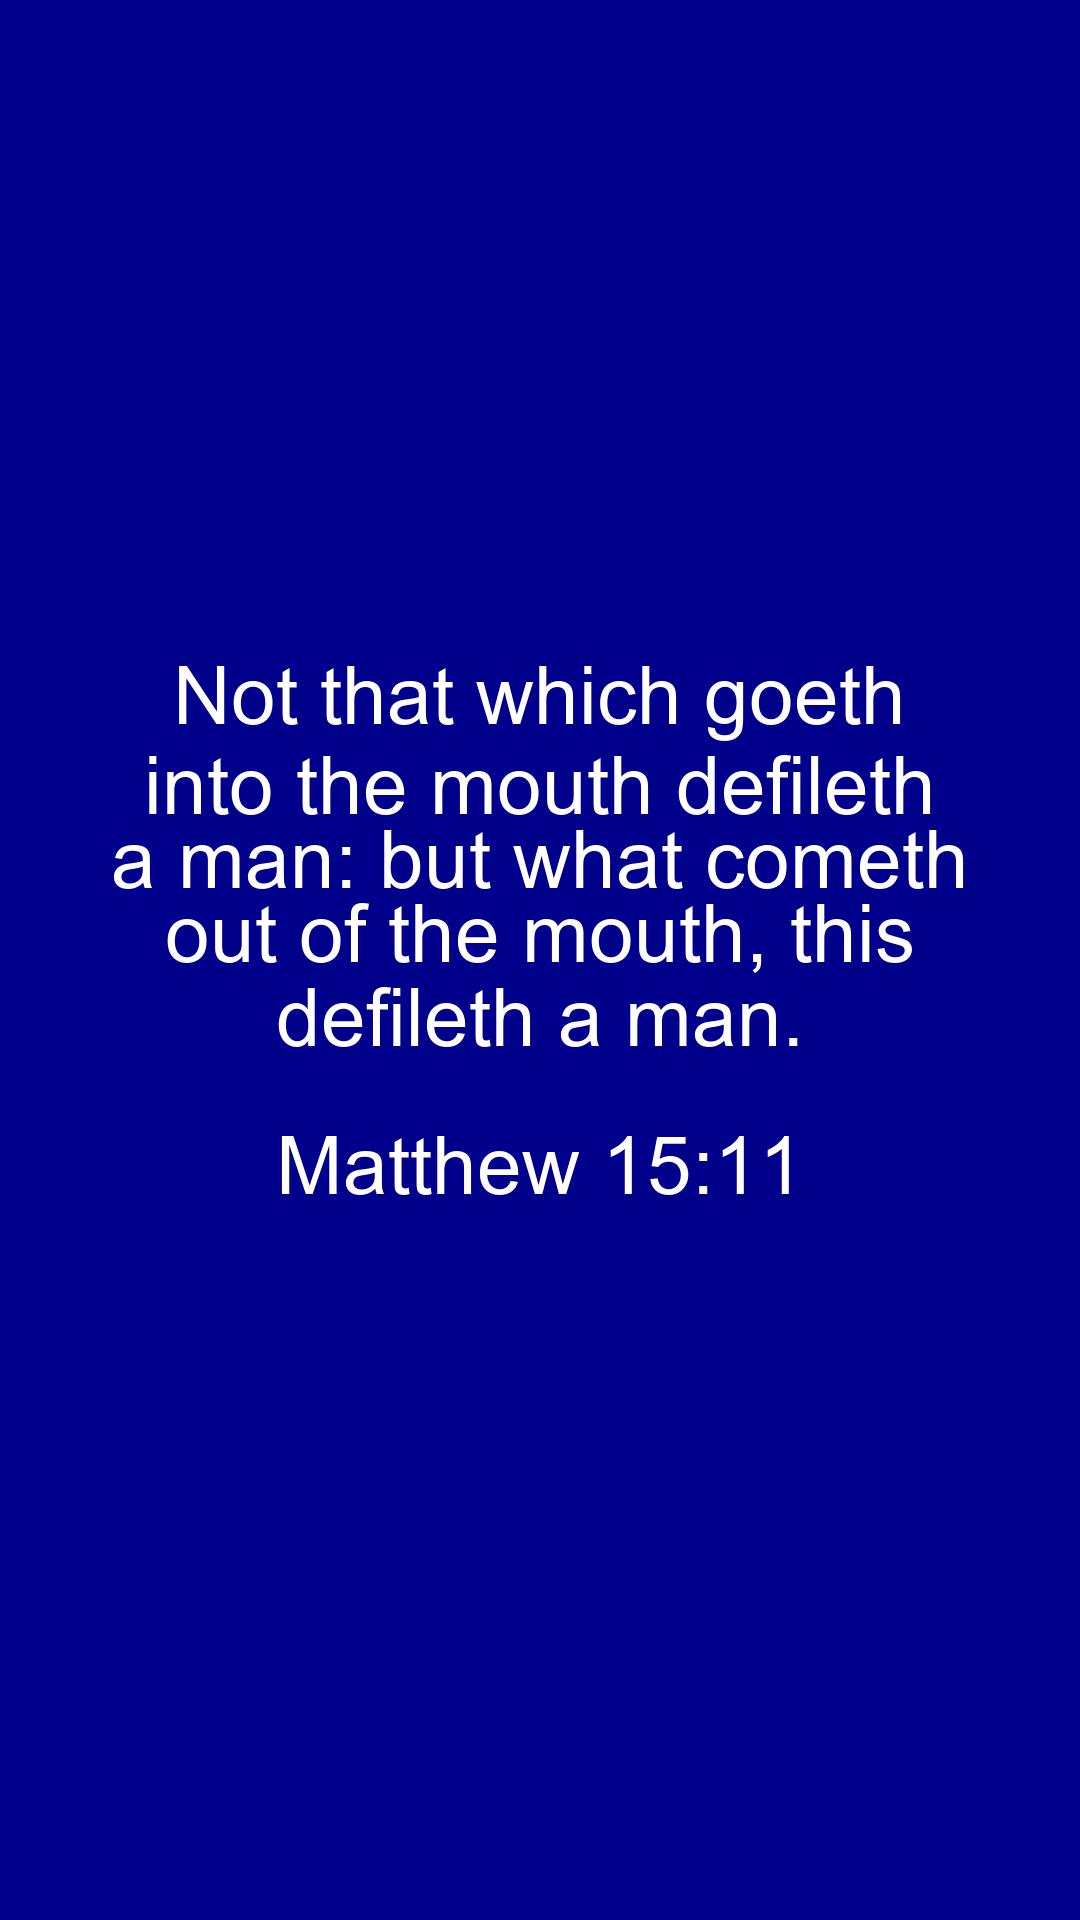 Not that which goeth
into the mouth defileth
a man: but what cometh
out of the mouth, this
defileth a man.
Matthew 15:11